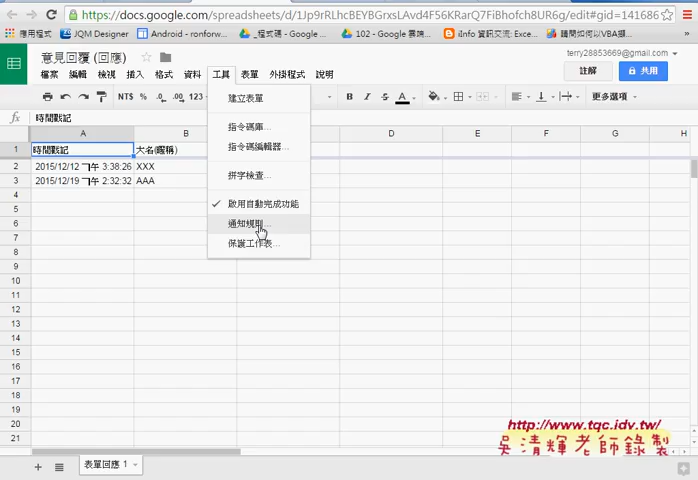 https://docs.google.com/spreadsheets/d/1Jp9rRLhcBEYBGrxsLAvd4F56KRarQ7FiBhofch8UR6g/edit#gid=141686
應用程式 JQM Designer Android - ronforw... _程式碼 - Google 雲... 102 - Google 雲端... iInfo 資訊交流: Exc... 請問如何以VBA擷...
意見回覆 (回應)
terry28853669@gmail.com
檔案 編輯 檢視 插入 格式 資料 工具 表單 外掛程式 說明
註解 共用
NT$ % .0 .00 123 B I S A 更多選項
建立表單
指令碼庫...
指令碼編輯器...
拼字檢查...
啟用自動完成功能
通知規則...
保護工作表...
fx 時間戳記
A B D E F G H
1 時間戳記 大名(暱稱)
2 2015/12/12 下午 3:38:26 XXX
3 2015/12/19 下午 2:32:32 AAA
4
5
6
7
8
9
10
11
12
13
14
15
16
17
18
19
20
21
http://www.tqc.idv.tw/
吳清輝老師錄製
表單回應 1